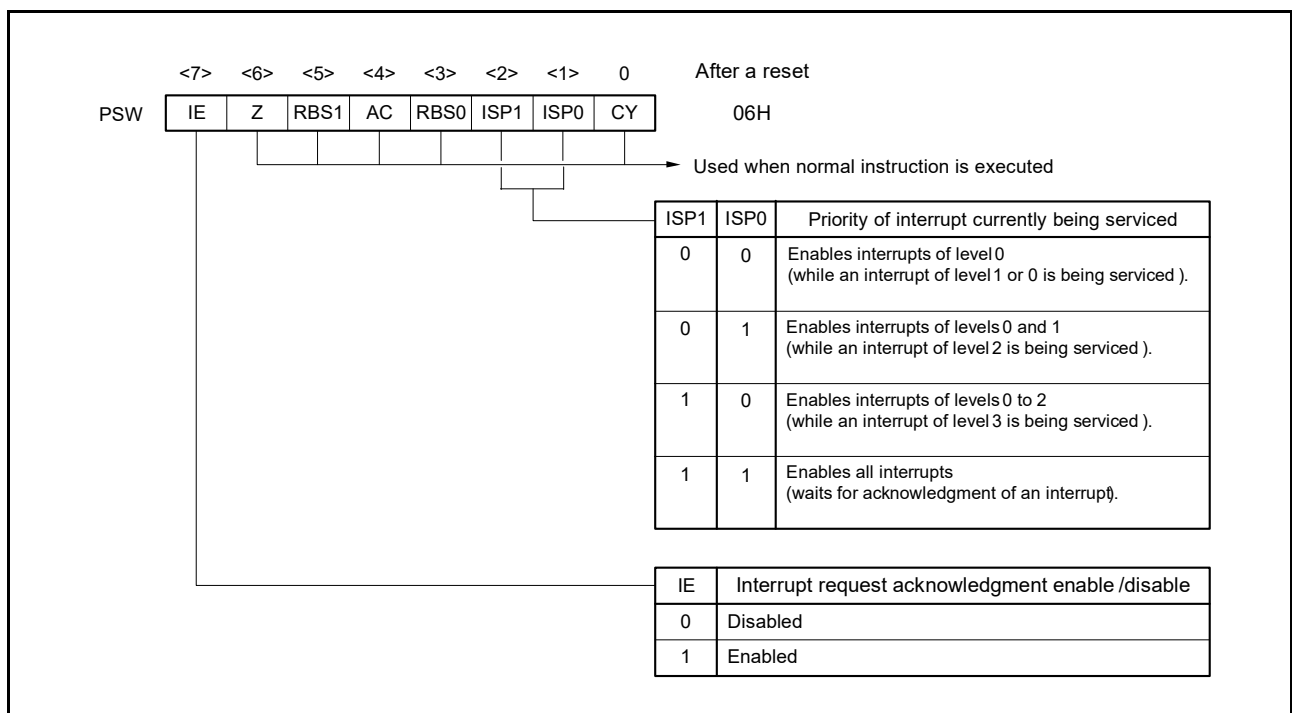 <7> <6> <5> <4> <3> <2> <1> 0 After a reset
PSW IE Z RBS1 AC RBS0 ISP1 ISP0 CY 06H
Used when normal instruction is executed
ISP1 ISP0 Priority of interrupt currently being serviced
0 0 Enables interrupts of level 0
(while an interrupt of level 1 or 0 is being serviced ).
0 1 Enables interrupts of levels 0 and 1
(while an interrupt of level 2 is being serviced ).
1 0 Enables interrupts of levels 0 to 2
(while an interrupt of level 3 is being serviced ).
1 1 Enables all interrupts
(waits for acknowledgment of an interrupt).
IE Interrupt request acknowledgment enable /disable
0 Disabled
1 Enabled